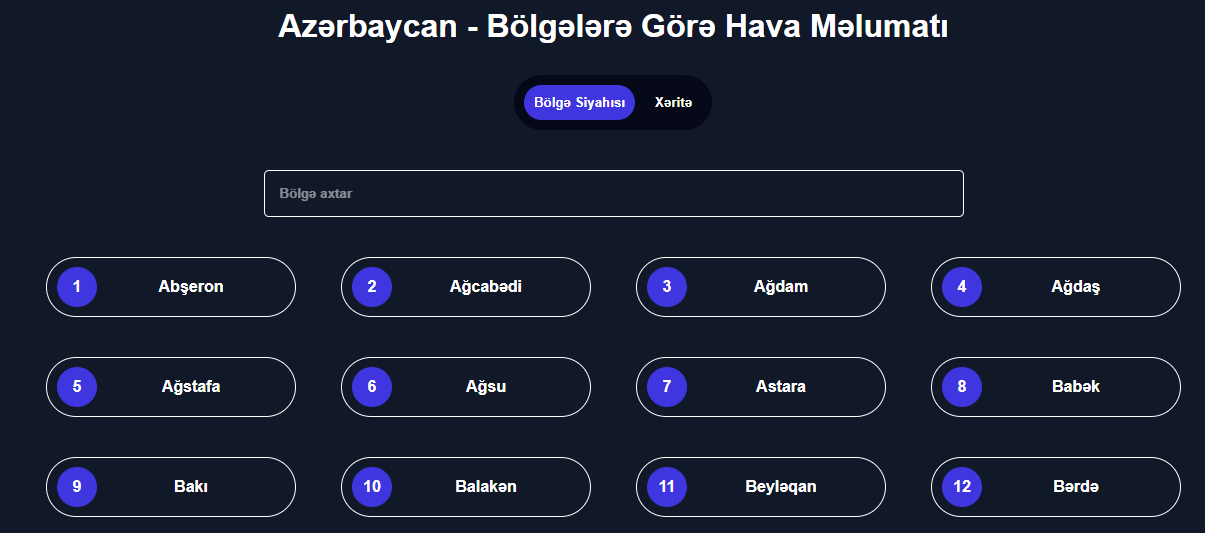 Azərbaycan - Bölgələrə Görə Hava Məlumatı
Bölgə Siyahısı Xəritə
Bölgə axtar
1 Abşeron 2 Ağcabədi 3 Ağdam 4 Ağdaş
5 Ağstafa 6 Ağsu 7 Astara 8 Babək
9 Bakı 10 Balakən 11 Beyləqan 12 Bərdə